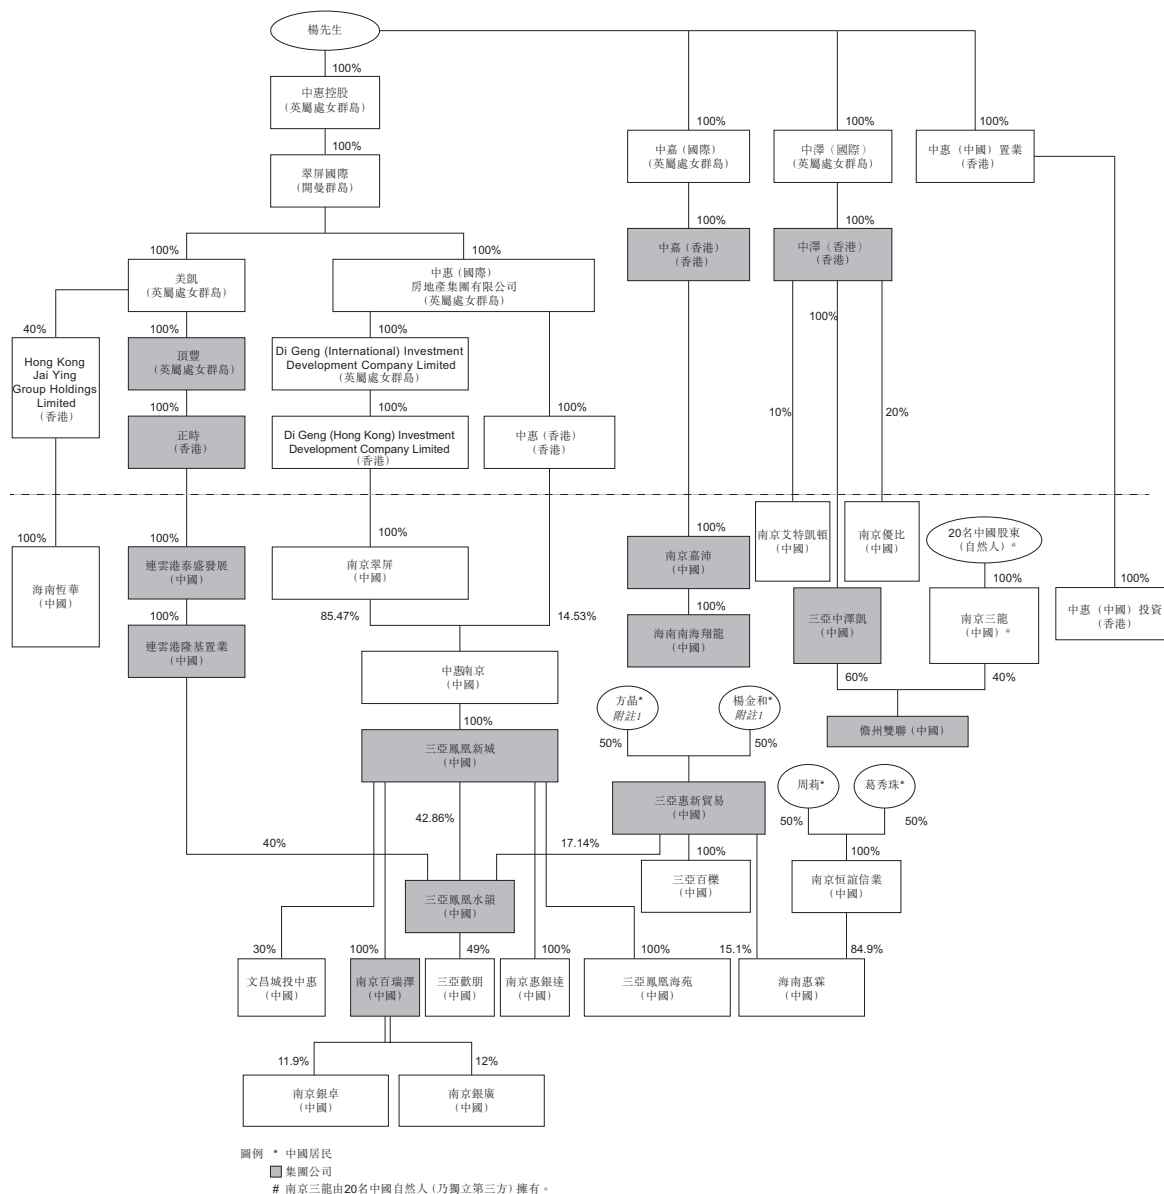 楊先生
100%
中惠控股
(英屬處女群島)
100%
翠屏國際
(開曼群島)
100%
中嘉(國際)
(英屬處女群島)
100%
中澤(國際)
(英屬處女群島)
100%
中惠(中國)置業
(香港)
100%
美凱
(英屬處女群島)
100%
中惠(國際)
房地產集團有限公司
(英屬處女群島)
100%
中嘉(香港)
(香港)
100%
中澤(香港)
(香港)
40%
Hong Kong
Jai Ying
Group Holdings
Limited
(香港)
100%
頂豐
(英屬處女群島)
100%
Di Geng (International) Investment
Development Company Limited
(英屬處女群島)
100%
正時
(香港)
100%
Di Geng (Hong Kong) Investment
Development Company Limited
(香港)
100%
中惠(香港)
(香港)
10%
100%
20%
100%
海南恆華
(中國)
100%
連雲港泰盛發展
(中國)
100%
南京翠屏
(中國)
100%
南京嘉沛
(中國)
南京艾特凱頓
(中國)
南京優比
(中國)
20名中國股東
(自然人)#
100%
連雲港隆基置業
(中國)
85.47%
14.53%
100%
海南南海翔龍
(中國)
三亞中澤凱
(中國)
100%
南京三龍
(中國)#
100%
中惠(中國)投資
(香港)
中惠南京
(中國)
60%
40%
儋州雙聯(中國)
方晶*
附註1
楊金和*
附註1
50%
50%
100%
三亞鳳凰新城
(中國)
三亞惠新貿易
(中國)
周莉*
葛秀珠*
50%
50%
40%
42.86%
17.14%
100%
三亞百櫟
(中國)
100%
南京恒誼信業
(中國)
三亞鳳凰水韻
(中國)
30%
文昌城投中惠
(中國)
100%
南京百瑞澤
(中國)
49%
三亞歡朋
(中國)
100%
南京惠銀達
(中國)
100%
三亞鳳凰海苑
(中國)
15.1%
84.9%
海南惠霖
(中國)
11.9%
南京銀卓
(中國)
12%
南京銀廣
(中國)
圖例 * 中國居民
集團公司
# 南京三龍由20名中國自然人(乃獨立第三方)擁有。